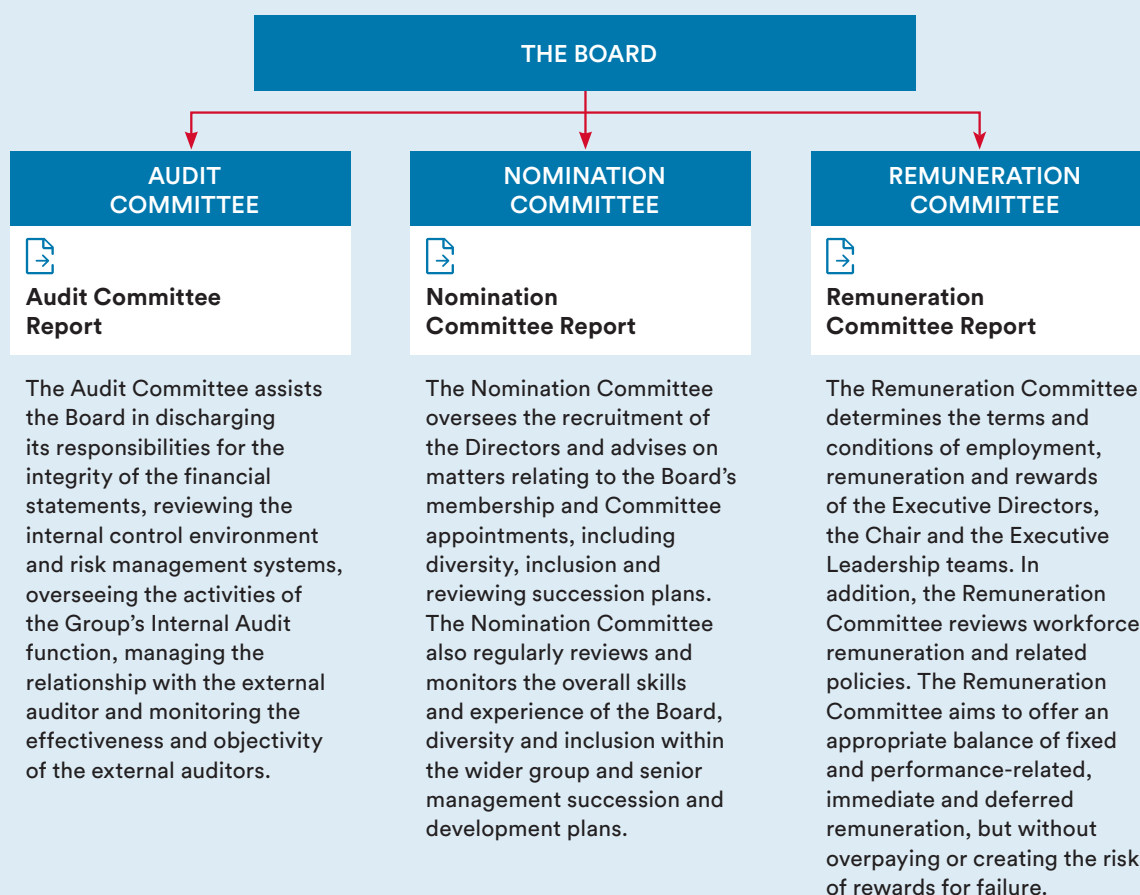 THE BOARD
AUDIT
COMMITTEE
Audit Committee
Report
The Audit Committee assists
the Board in discharging
its responsibilities for the
integrity of the financial
statements, reviewing the
internal control environment
and risk management systems,
overseeing the activities of
the Group’s Internal Audit
function, managing the
relationship with the external
auditor and monitoring the
effectiveness and objectivity
of the external auditors.
NOMINATION
COMMITTEE
Nomination
Committee Report
The Nomination Committee
oversees the recruitment of
the Directors and advises on
matters relating to the Board’s
membership and Committee
appointments, including
diversity, inclusion and
reviewing succession plans.
The Nomination Committee
also regularly reviews and
monitors the overall skills
and experience of the Board,
diversity and inclusion within
the wider group and senior
management succession and
development plans.
REMUNERATION
COMMITTEE
Remuneration
Committee Report
The Remuneration Committee
determines the terms and
conditions of employment,
remuneration and rewards
of the Executive Directors,
the Chair and the Executive
Leadership teams. In
addition, the Remuneration
Committee reviews workforce
remuneration and related
policies. The Remuneration
Committee aims to offer an
appropriate balance of fixed
and performance-related,
immediate and deferred
remuneration, but without
overpaying or creating the risk
of rewards for failure.